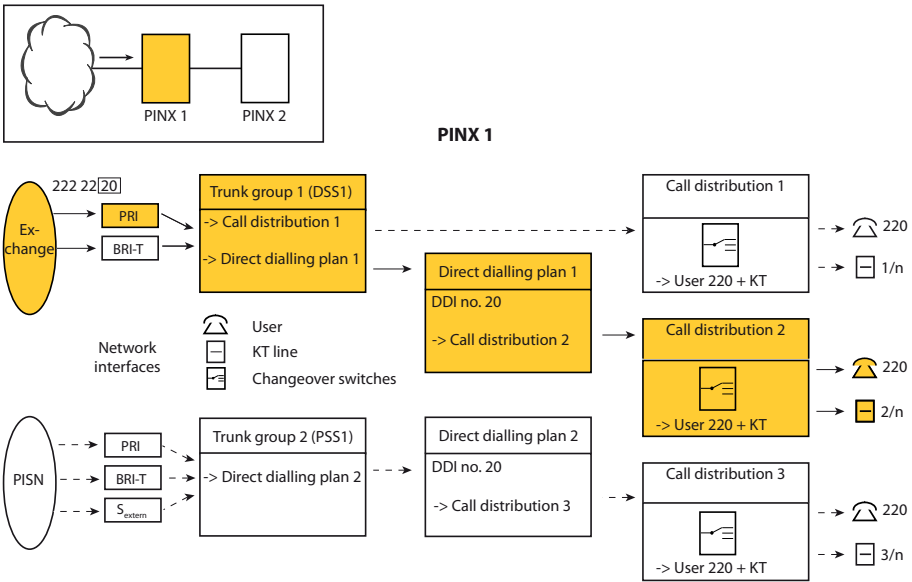 PINX 1
PINX 2
PINX 1
222 22 20
Ex-
change
PRI
BRI-T
Trunk group 1 (DSS1)
-> Call distribution 1
-> Direct dialling plan 1
Direct dialling plan 1
DDI no. 20
-> Call distribution 2
Call distribution 1
-> User 220 + KT
220
1/n
Call distribution 2
-> User 220 + KT
220
2/n
Network
interfaces
User
KT line
Changeover switches
PISN
PRI
BRI-T
Sextern
Trunk group 2 (PSS1)
-> Direct dialling plan 2
Direct dialling plan 2
DDI no. 20
-> Call distribution 3
Call distribution 3
-> User 220 + KT
220
3/n